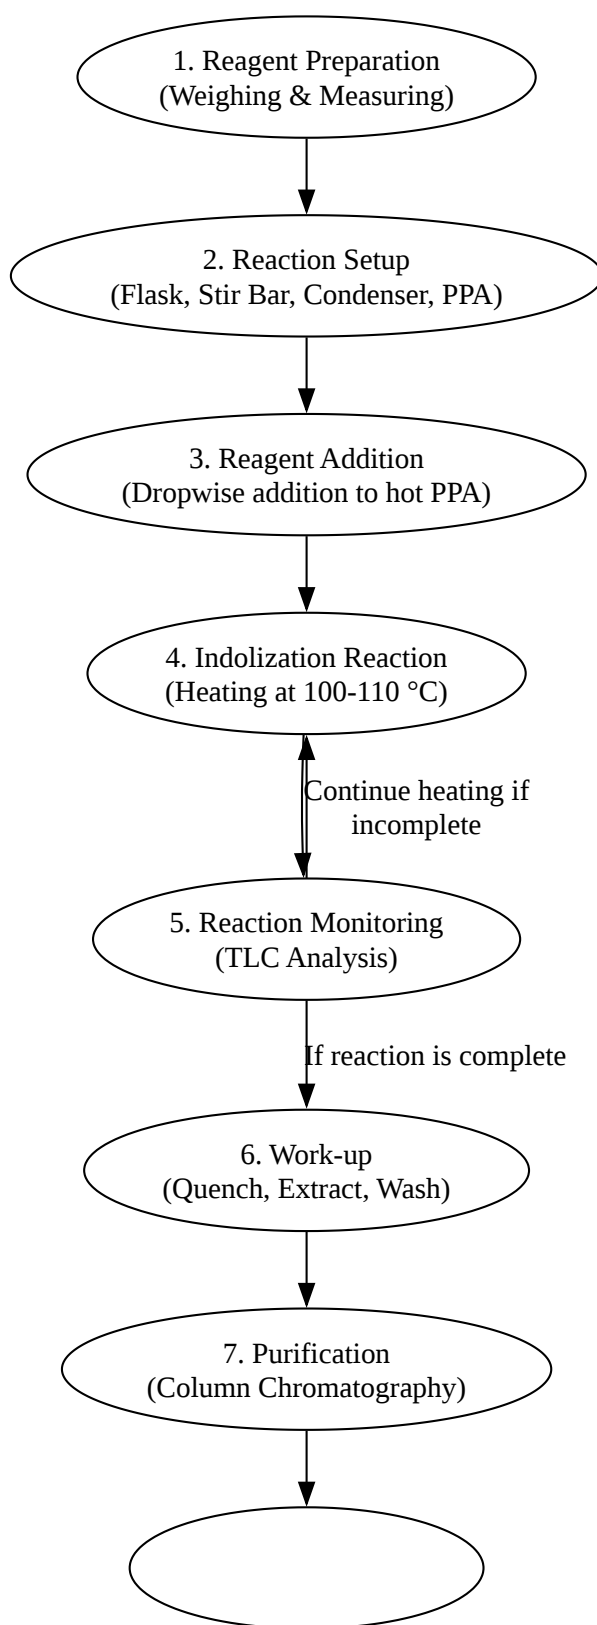 1. Reagent Preparation
(Weighing & Measuring)
2. Reaction Setup
(Flask, Stir Bar, Condenser, PPA)
3. Reagent Addition
(Dropwise addition to hot PPA)
4. Indolization Reaction
(Heating at 100-110 °C)
Continue heating if
incomplete
5. Reaction Monitoring
(TLC Analysis)
If reaction is complete
6. Work-up
(Quench, Extract, Wash)
7. Purification
(Column Chromatography)